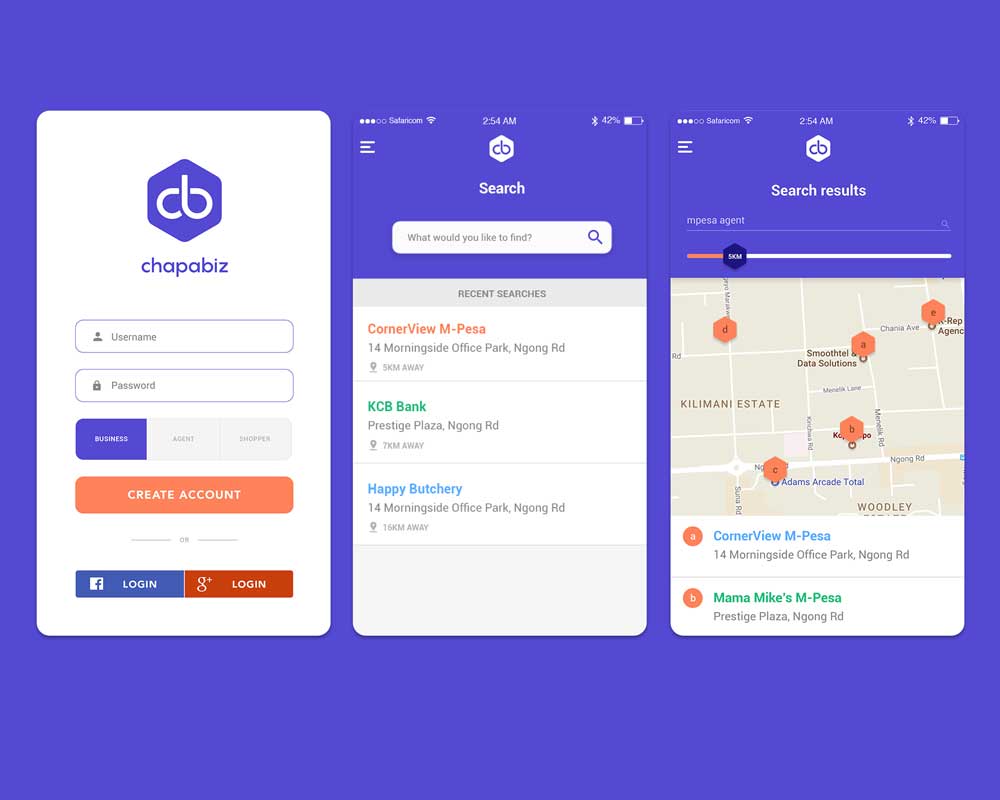 cb
chapabiz
Username
Password
BUSINESS AGENT SHOPPER
CREATE ACCOUNT
OR
LOGIN
g+ LOGIN
Safaricom 2:54 AM 42%
cb
Search
What would you like to find?
RECENT SEARCHES
CornerView M-Pesa
14 Morningside Office Park, Ngong Rd
5KM AWAY
KCB Bank
Prestige Plaza, Ngong Rd
7KM AWAY
Happy Butchery
14 Morningside Office Park, Ngong Rd
16KM AWAY
Safaricom 2:54 AM 42%
cb
Search results
mpesa agent
5KM
d
e
Agenc
Chania Ave
a
Rd
Smoothtel &
Data Solutions
Menelik Lane
KILIMANI ESTATE
Kirichwa Rd
Menelik Rd
b
Ngong Rd
c
Adams Arcade Total
Suna Rd
WOODLEY
a CornerView M-Pesa
14 Morningside Office Park, Ngong Rd
b Mama Mike's M-Pesa
Prestige Plaza, Ngong Rd